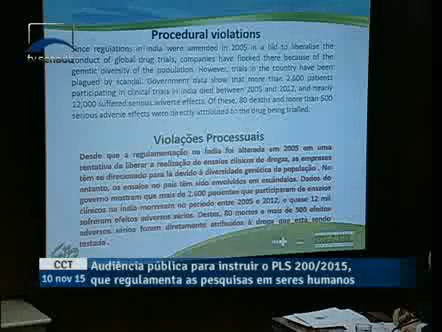 tv senado
Procedural violations
Since regulations in India were amended in 2005 in a bid to liberalise the
conduct of global drug trials, companies have flocked there because of the
genetic diversity of the population. However, trials in the country have been
plagued by scandal. Government data show that more than 2,600 patients
participating in clinical trials in India died between 2005 and 2012, and nearly
12,000 suffered serious adverse effects. Of these, 80 deaths and more than 500
serious adverse effects were directly attributed to the drug being trialled.
Violações Processuais
Desde que a regulamentação na Índia foi alterada em 2005 em uma
tentativa de liberar a realização de ensaios clínicos de drogas, as empresas
têm se direcionado para lá devido à diversidade genética da população . No
entanto, os ensaios no país têm sido envolvidos em escândalos. Dados do
governo mostram que mais de 2,600 pacientes que participaram de ensaios
clínicos na Índia morreram no período entre 2005 e 2012, e quase 12 mil
sofreram efeitos adversos sérios. Destes, 80 mortes e mais de 500 efeitos
adversos sérios foram diretamente atribuídos à droga que está sendo
testada .
CCT
10 nov 15
Audiência pública para instruir o PLS 200/2015,
que regulamenta as pesquisas em seres humanos